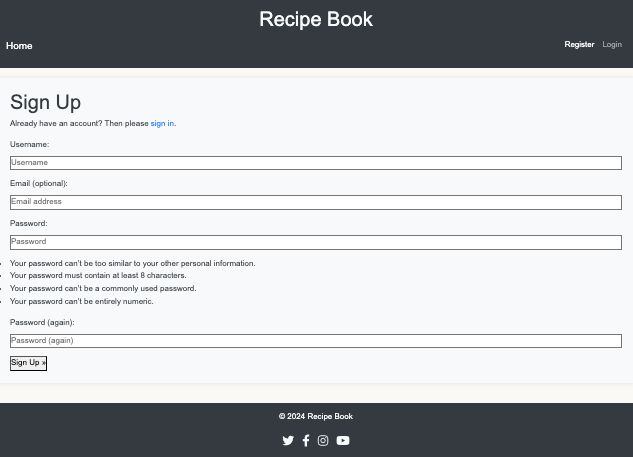 Recipe Book
Home
Register Login
Sign Up
Already have an account? Then please sign in.
Username:
Username
Email (optional):
Email address
Password:
Password
Your password can't be too similar to your other personal information.
Your password must contain at least 8 characters.
Your password can't be a commonly used password.
Your password can't be entirely numeric.
Password (again):
Password (again)
Sign Up »
© 2024 Recipe Book